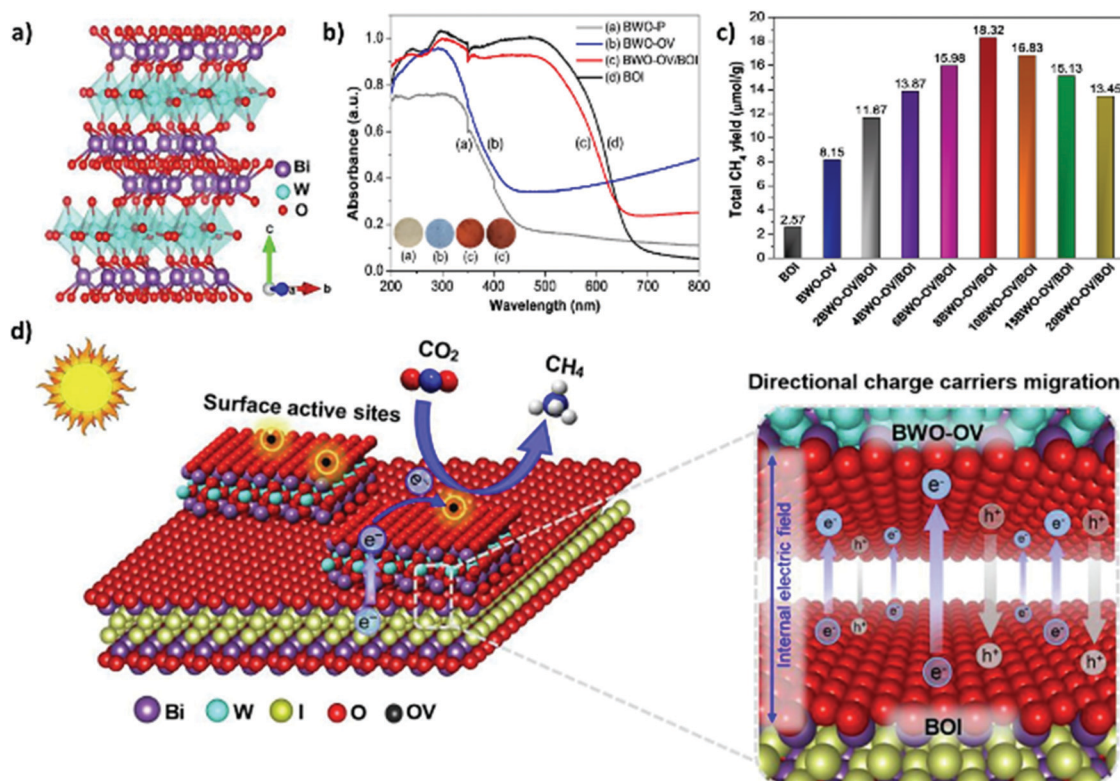 a)
Bi
W
O
c
a
b
b)
(a) BWO-P
(b) BWO-OV
(c) BWO-OV/BOI
(d) BOI
Absorbance (a.u.)
1.0
0.8
0.6
0.4
0.2
0.0
(a)
(b)
(c)
(d)
(a)
(b)
(c)
(c)
200 300 400 500 600 700 800
Wavelength (nm)
c)
Total CH4 yield (μmol/g)
20
18
16
14
12
10
8
6
4
2
0
2.57
8.15
11.67
13.87
15.98
18.32
16.83
15.13
13.45
BOI
BWO-OV
2BWO-OV/BOI
4BWO-OV/BOI
6BWO-OV/BOI
8BWO-OV/BOI
10BWO-OV/BOI
15BWO-OV/BOI
20BWO-OV/BOI
d)
CO2
CH4
Surface active sites
e-
e-
e-
Bi W I O OV
Directional charge carriers migration
BWO-OV
Internal electric field
e-
e- h+ e- e- h+ h+
e- h+ e- e- e- h+ e- e- h+
BOI